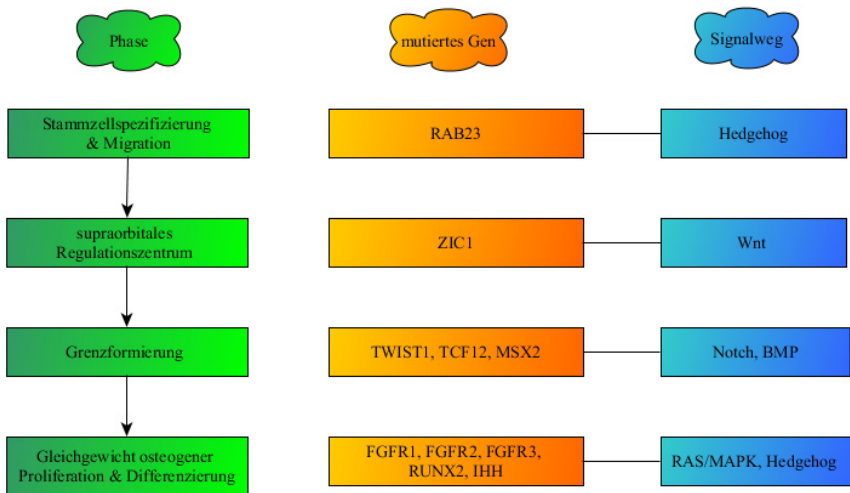 Phase
mutiertes Gen
Signalweg
Stammzellspezifizierung
& Migration
RAB23
Hedgehog
supraorbitales
Regulationszentrum
ZIC1
Wnt
Grenzformierung
TWIST1, TCF12, MSX2
Notch, BMP
Gleichgewicht osteogener
Proliferation & Differenzierung
FGFR1, FGFR2, FGFR3,
RUNX2, IHH
RAS/MAPK, Hedgehog